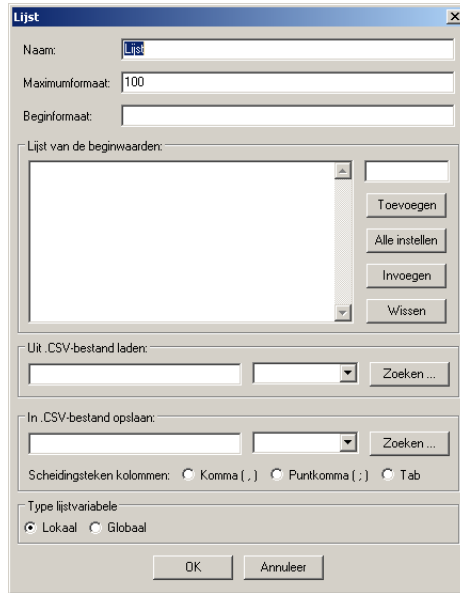 Lijst
Naam: Lijst
Maximumformaat: 100
Beginformaat:
Lijst van de beginwaarden:
Toevoegen
Alle instellen
Invoegen
Wissen
Uit .CSV-bestand laden:
Zoeken ...
In .CSV-bestand opslaan:
Zoeken ...
Scheidingsteken kolommen: Komma ( , ) Puntkomma ( ; ) Tab
Type lijstvariabele
Lokaal Globaal
OK Annuleer